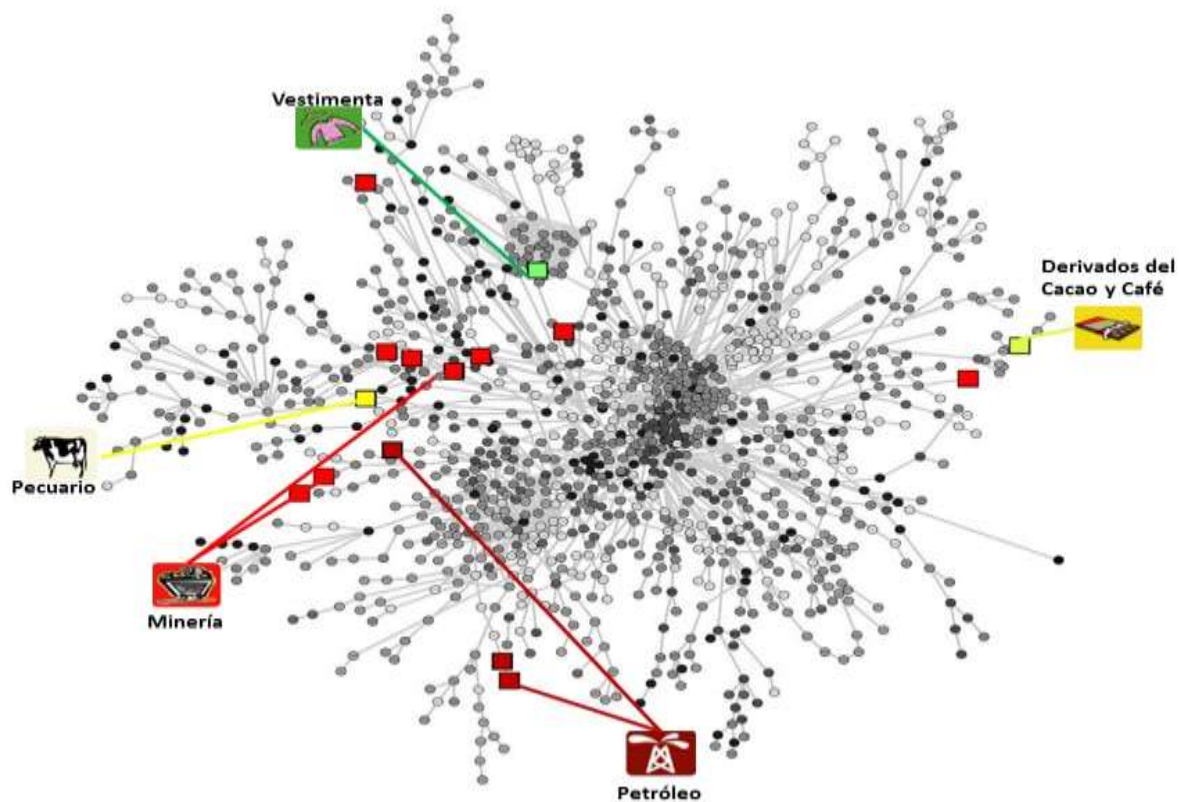 Vestimenta
Derivados del
Cacao y Café
Pecuario
Minería
Petróleo